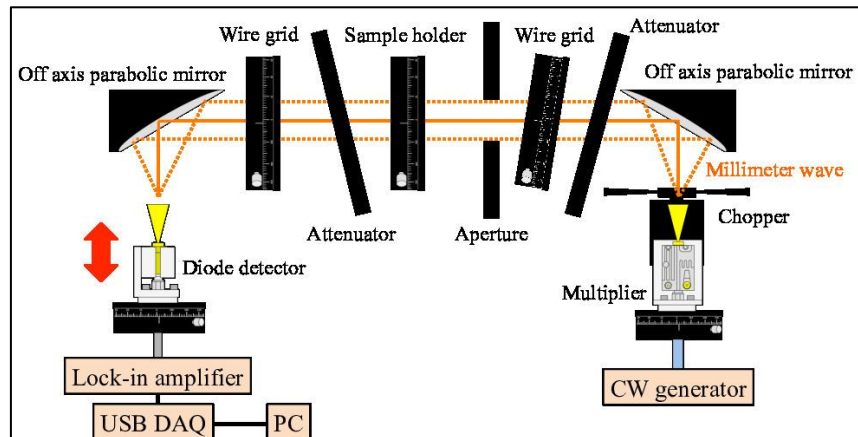 Attenuator
Wire grid
Sample holder
Wire grid
Off axis parabolic mirror
Off axis parabolic mirror
Millimeter wave
Chopper
Attenuator
Aperture
Diode detector
Multiplier
Lock-in amplifier
CW generator
USB DAQ
PC